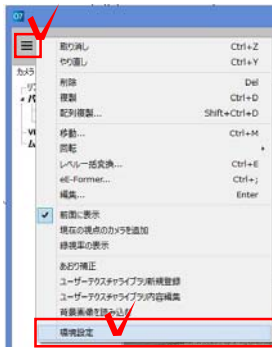 取り消し Ctrl+Z
やり直し Ctrl+Y
カメラ
削除 Del
複製 Ctrl+D
配列複製... Shift+Ctrl+D
移動... Ctrl+M
回転
レベル一括変換... Ctrl+E
eE-Former... Ctrl+;
編集... Enter
前面に表示
現在の視点のカメラを追加
緑視率の表示
あおり補正
ユーザーテクスチャライブラリ新規登録
ユーザーテクスチャライブラリ内容編集
背景画像を読み込む
環境設定